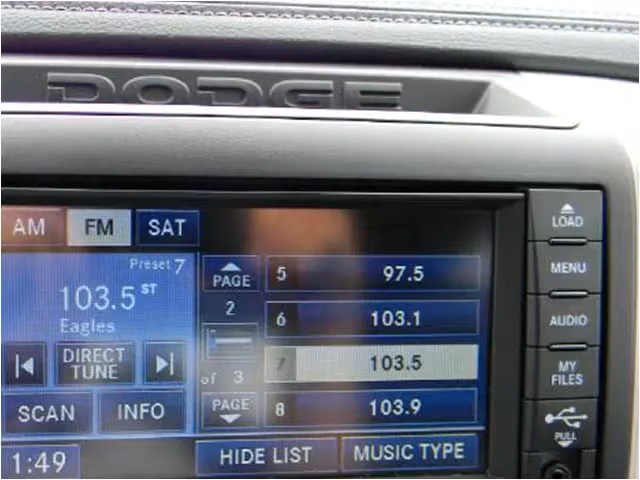 DODGE
AM FM SAT
Preset 7
103.5 ST
Eagles
DIRECT
TUNE
SCAN INFO
1:49
PAGE
2
of 3
PAGE
5 97.5
6 103.1
7 103.5
8 103.9
HIDE LIST MUSIC TYPE
LOAD
MENU
AUDIO
MY
FILES
PULL